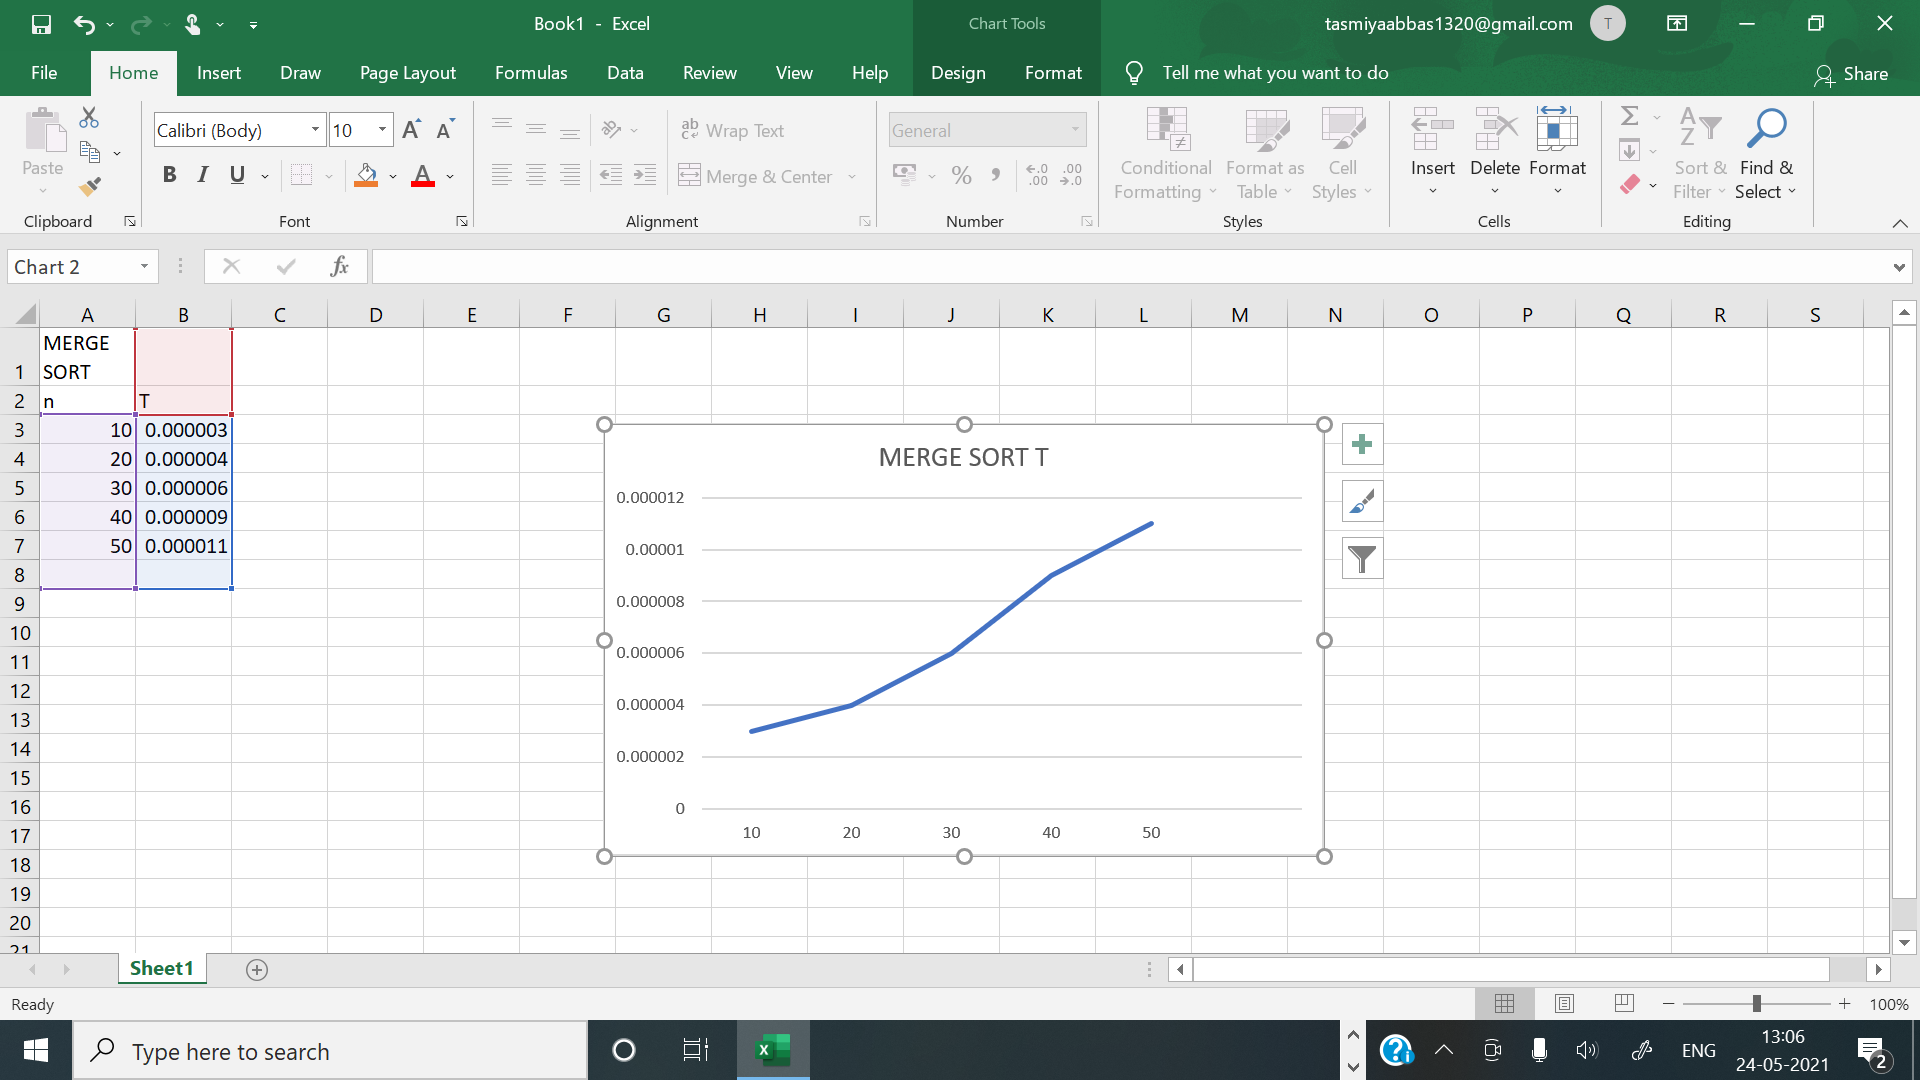 Book1 - Excel
Chart Tools
tasmiyaabbas1320@gmail.com
T
File
Home
Insert
Draw
Page Layout
Formulas
Data
Review
View
Help
Design
Format
Tell me what you want to do
Share
Paste
Clipboard
Calibri (Body)
10
A A
B I U A
Font
ab Wrap Text
Merge & Center
Alignment
General
% , .00 .00
Number
Conditional Formatting
Format as Table
Cell Styles
Styles
Insert
Delete
Format
Cells
Sort & Filter
Find & Select
Editing
Chart 2
fx
A B C D E F G H I J K L M N O P Q R S
1 MERGE SORT
2 n T
3 10 0.000003
4 20 0.000004
5 30 0.000006
6 40 0.000009
7 50 0.000011
8
9
10
11
12
13
14
15
16
17
18
19
20
21
MERGE SORT T
0.000012
0.00001
0.000008
0.000006
0.000004
0.000002
0
10 20 30 40 50
Sheet1
Ready
100%
Type here to search
ENG
13:06
24-05-2021
2